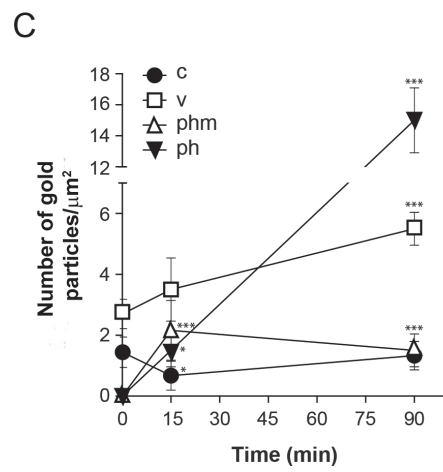 C
18
16
14
12
6
4
2
0
c
v
phm
ph
***
***
***
*
*
***
0 15 30 45 60 75 90
Number of gold
particles/μm²
Time (min)